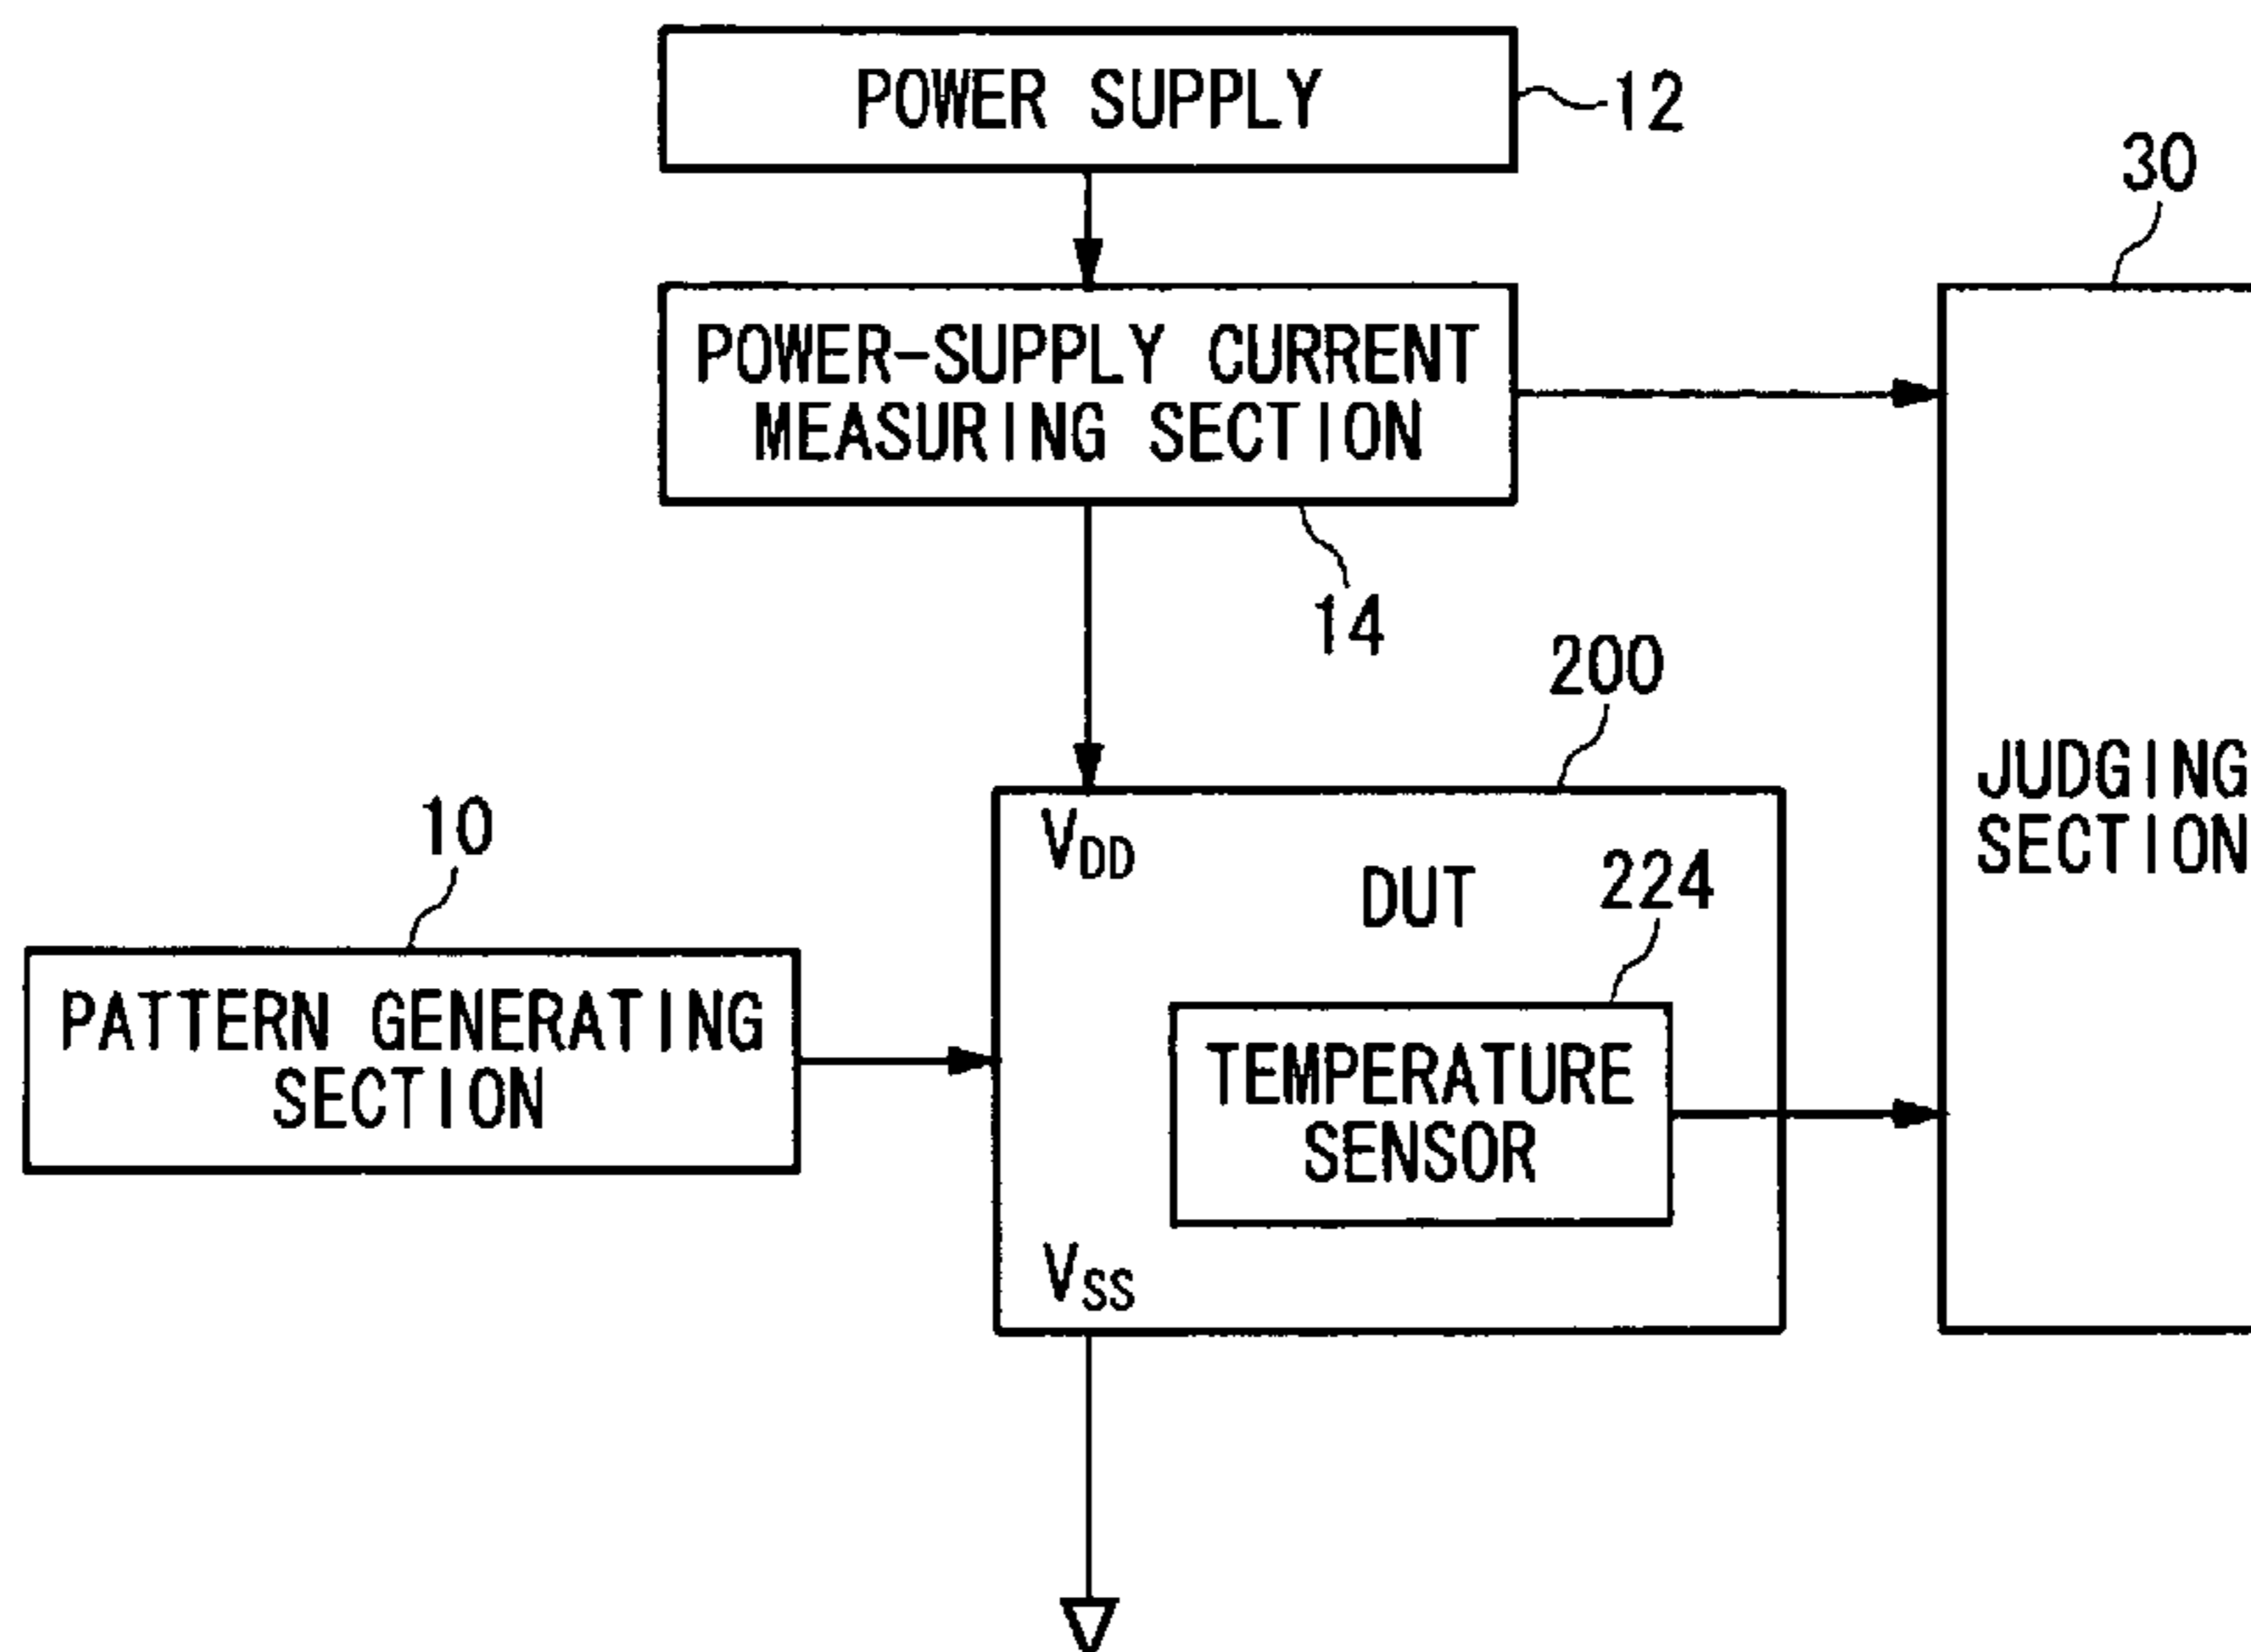 POWER SUPPLY
12
30
POWER-SUPPLY CURRENT
MEASURING SECTION
14
200
10
VDD
DUT
224
JUDGING
SECTION
PATTERN GENERATING
SECTION
TEMPERATURE
SENSOR
VSS